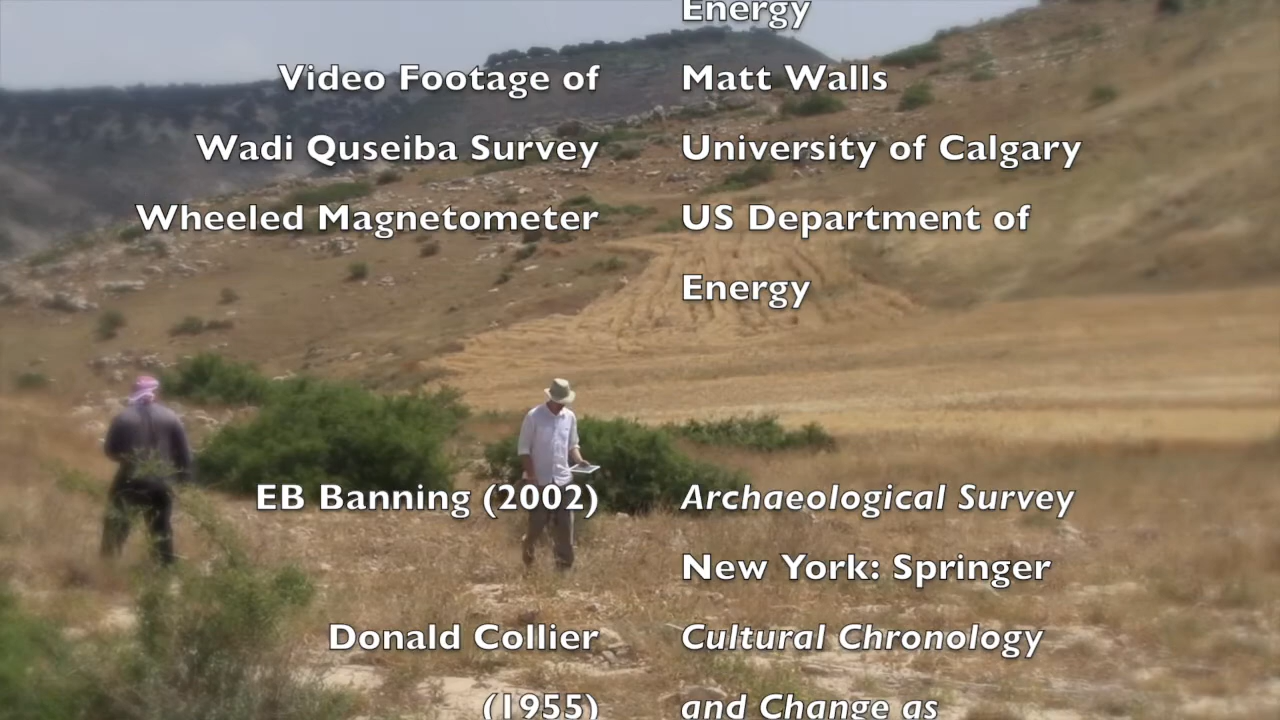 Energy
Video Footage of Matt Walls
Wadi Quseiba Survey University of Calgary
Wheeled Magnetometer US Department of
Energy
EB Banning (2002) Archaeological Survey
New York: Springer
Donald Collier Cultural Chronology
(1955) and Change as